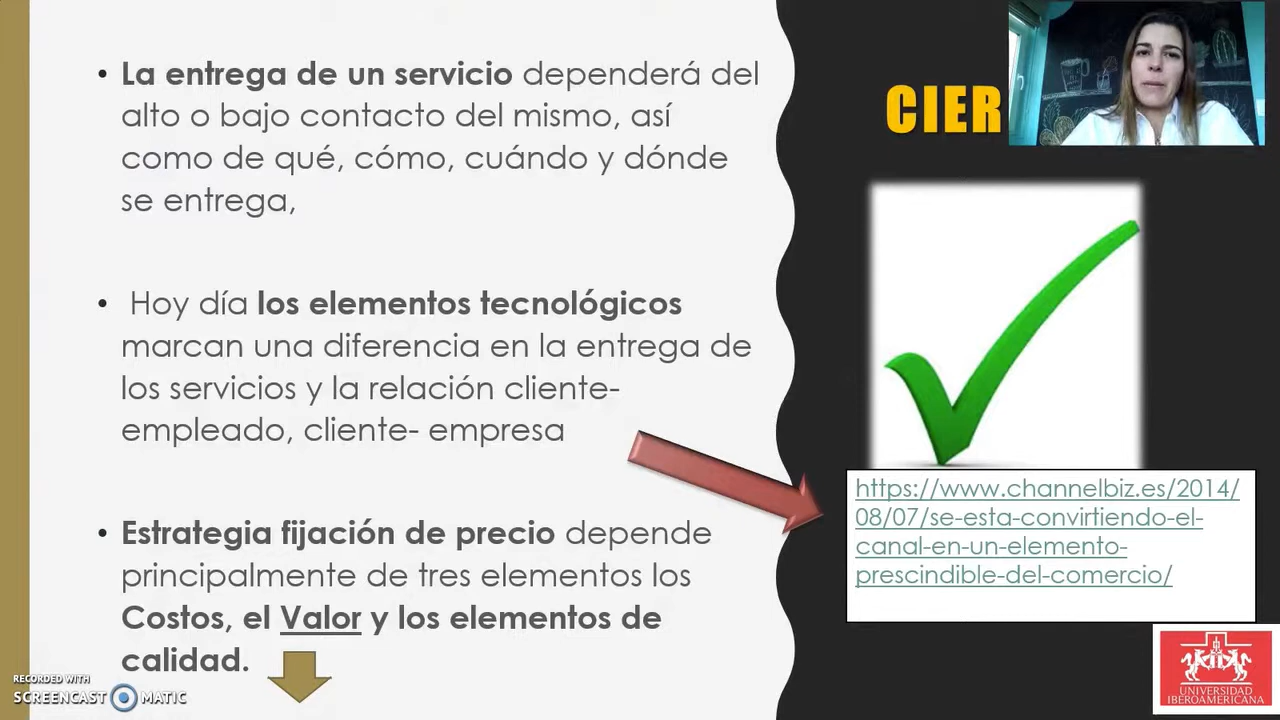 • La entrega de un servicio dependerá del
alto o bajo contacto del mismo, así
como de qué, cómo, cuándo y dónde
se entrega,
• Hoy día los elementos tecnológicos
marcan una diferencia en la entrega de
los servicios y la relación cliente-
empleado, cliente- empresa
• Estrategia fijación de precio depende
principalmente de tres elementos los
Costos, el Valor y los elementos de
calidad.
CIER
https://www.channelbiz.es/2014/
08/07/se-esta-convirtiendo-el-
canal-en-un-elemento-
prescindible-del-comercio/
RECORDED WITH
SCREENCAST MATIC
UNIVERSIDAD
IBEROAMERICANA